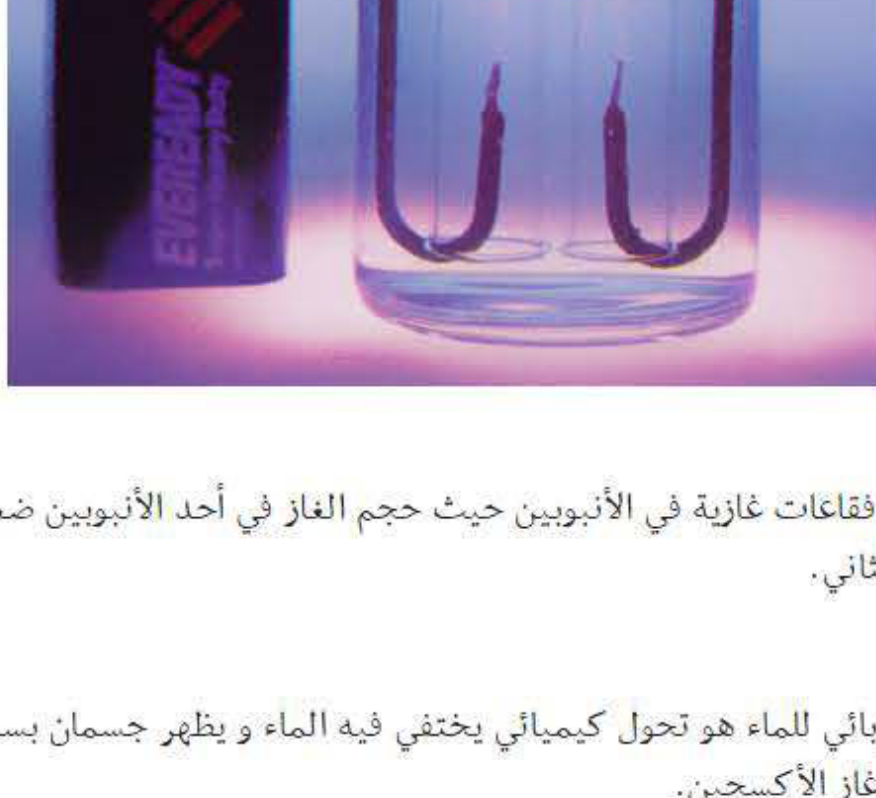 EVEREADY
فقاعات غازية في الأنبوبين حيث حجم الغاز في أحد الأنبوبين
ثاني.
للماء هو تحول كيميائي يختفي فيه الماء و يظهر جسمان
غاز الأكسجين.